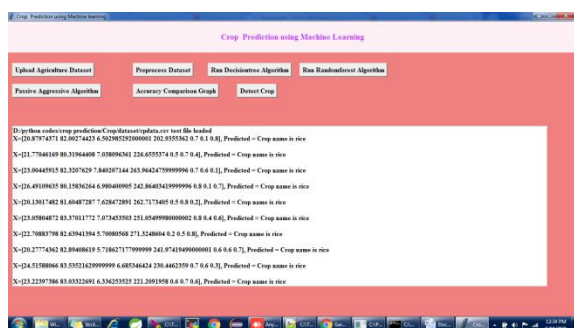 Crop Prediction using Machine learning
Crop Prediction using Machine Learning
Upload Agriculture Dataset
Preprocess Dataset
Run Decisiontree Algorithm
Run Randomforest Algorithm
Passive Aggressive Algorithm
Accuracy Comparison Graph
Detect Crop
D:/python codes/crop prediction/Crop/dataset/cpdata.csv test file loaded
X=[20.87974371 82.00274423 6.502985292000001 202.9355362 0.7 0.1 0.8], Predicted = Crop name is rice
X=[21.77046169 80.31964408 7.038096361 226.6555374 0.5 0.7 0.4], Predicted = Crop name is rice
X=[23.00445915 82.3207629 7.840207144 263.96424759999996 0.7 0.6 0.1], Predicted = Crop name is rice
X=[26.49109635 80.15836264 6.980400905 242.86403419999996 0.8 0.1 0.7], Predicted = Crop name is rice
X=[20.13017482 81.60487287 7.628472891 262.7173405 0.5 0.8 0.2], Predicted = Crop name is rice
X=[23.05804872 83.37011772 7.073453503 251.05499980000002 0.8 0.4 0.6], Predicted = Crop name is rice
X=[22.70883798 82.63941394 5.70080568 271.3248604 0.2 0.5 0.8], Predicted = Crop name is rice
X=[20.27774362 82.89408619 5.718627177999999 241.97419490000001 0.6 0.6 0.7], Predicted = Crop name is rice
X=[24.51588066 83.53521629999999 6.685346424 230.4462359 0.7 0.6 0.3], Predicted = Crop name is rice
X=[23.22397386 83.03322691 6.336253525 221.2091958 0.6 0.7 0.6], Predicted = Crop name is rice
12:34 PM